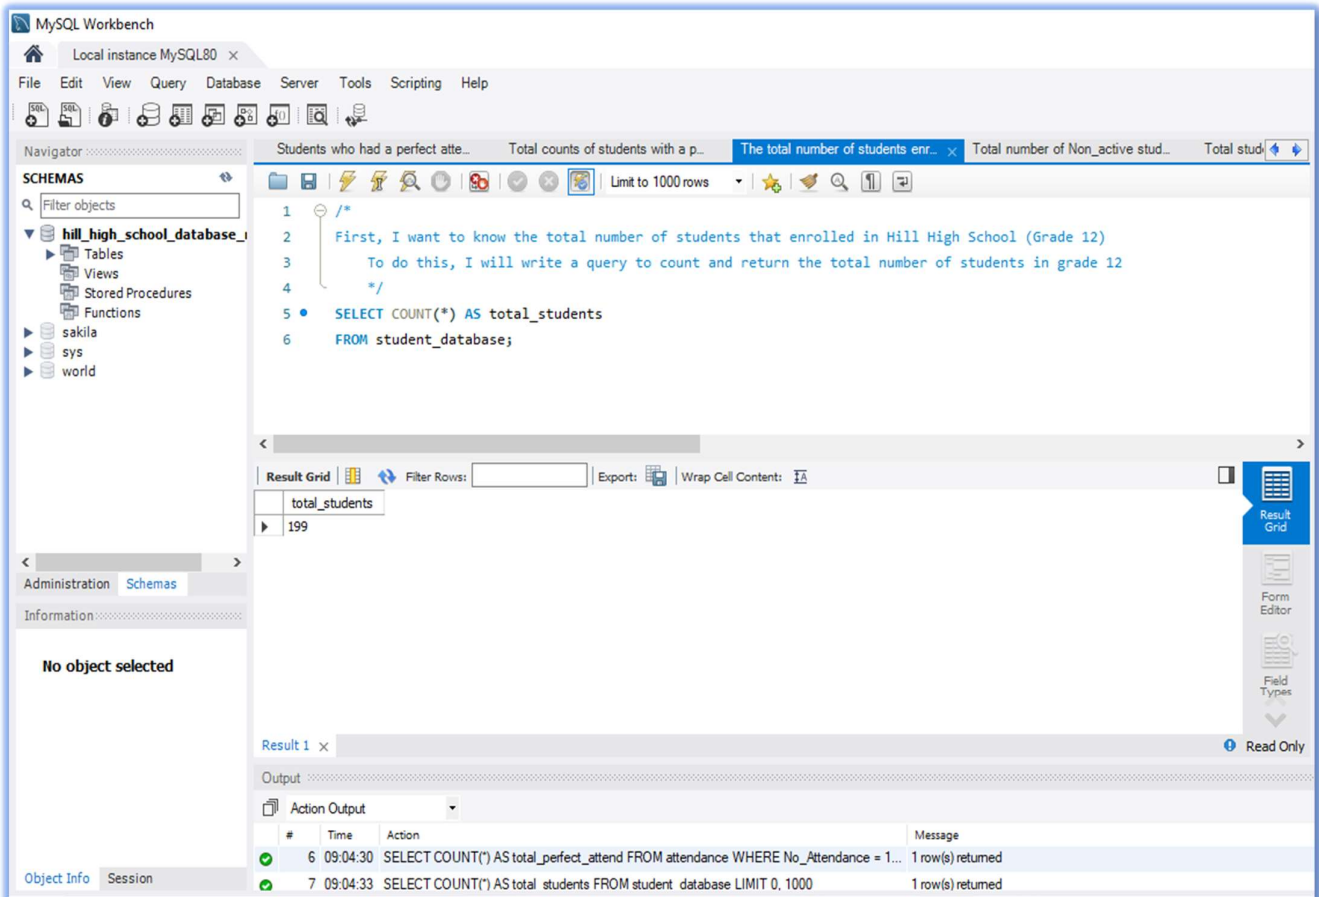 MySQL Workbench
Local instance MySQL80 ×
File Edit View Query Database Server Tools Scripting Help
Navigator
SCHEMAS
Filter objects
hill_high_school_database_
Tables
Views
Stored Procedures
Functions
sakila
sys
world
Administration Schemas
Information
No object selected
Object Info Session
Students who had a perfect atte... Total counts of students with a p... The total number of students enr... × Total number of Non_active stud... Total stud
Limit to 1000 rows
1 /*
2 First, I want to know the total number of students that enrolled in Hill High School (Grade 12)
3 To do this, I will write a query to count and return the total number of students in grade 12
4 */
5 SELECT COUNT(*) AS total_students
6 FROM student_database;
Result Grid Filter Rows: Export: Wrap Cell Content: IA
total_students
199
Result
Grid
Form
Editor
Field
Types
Result 1 ×
Read Only
Output
Action Output
# Time Action Message
6 09:04:30 SELECT COUNT(*) AS total_perfect_attend FROM attendance WHERE No_Attendance = 1... 1 row(s) returned
7 09:04:33 SELECT COUNT(*) AS total_students FROM student_database LIMIT 0, 1000 1 row(s) returned